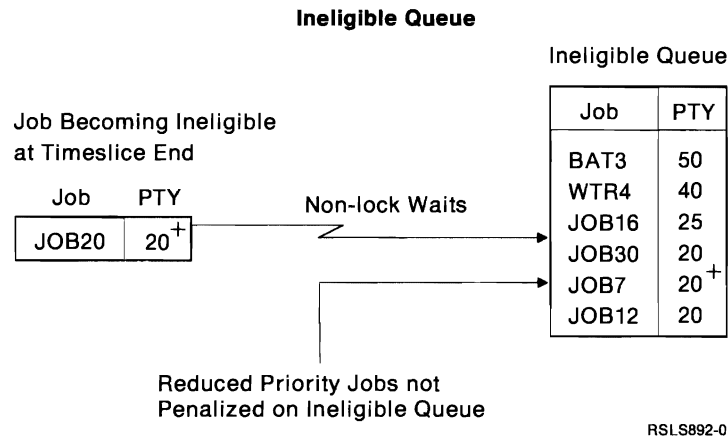 Ineligible Queue
Ineligible Queue
Job PTY
BAT3 50
WTR4 40
JOB16 25
JOB30 20
JOB7 20+
JOB12 20
Job Becoming Ineligible
at Timeslice End
Job PTY
JOB20 20+
Non-lock Waits
Reduced Priority Jobs not
Penalized on Ineligible Queue
RSLS892-0